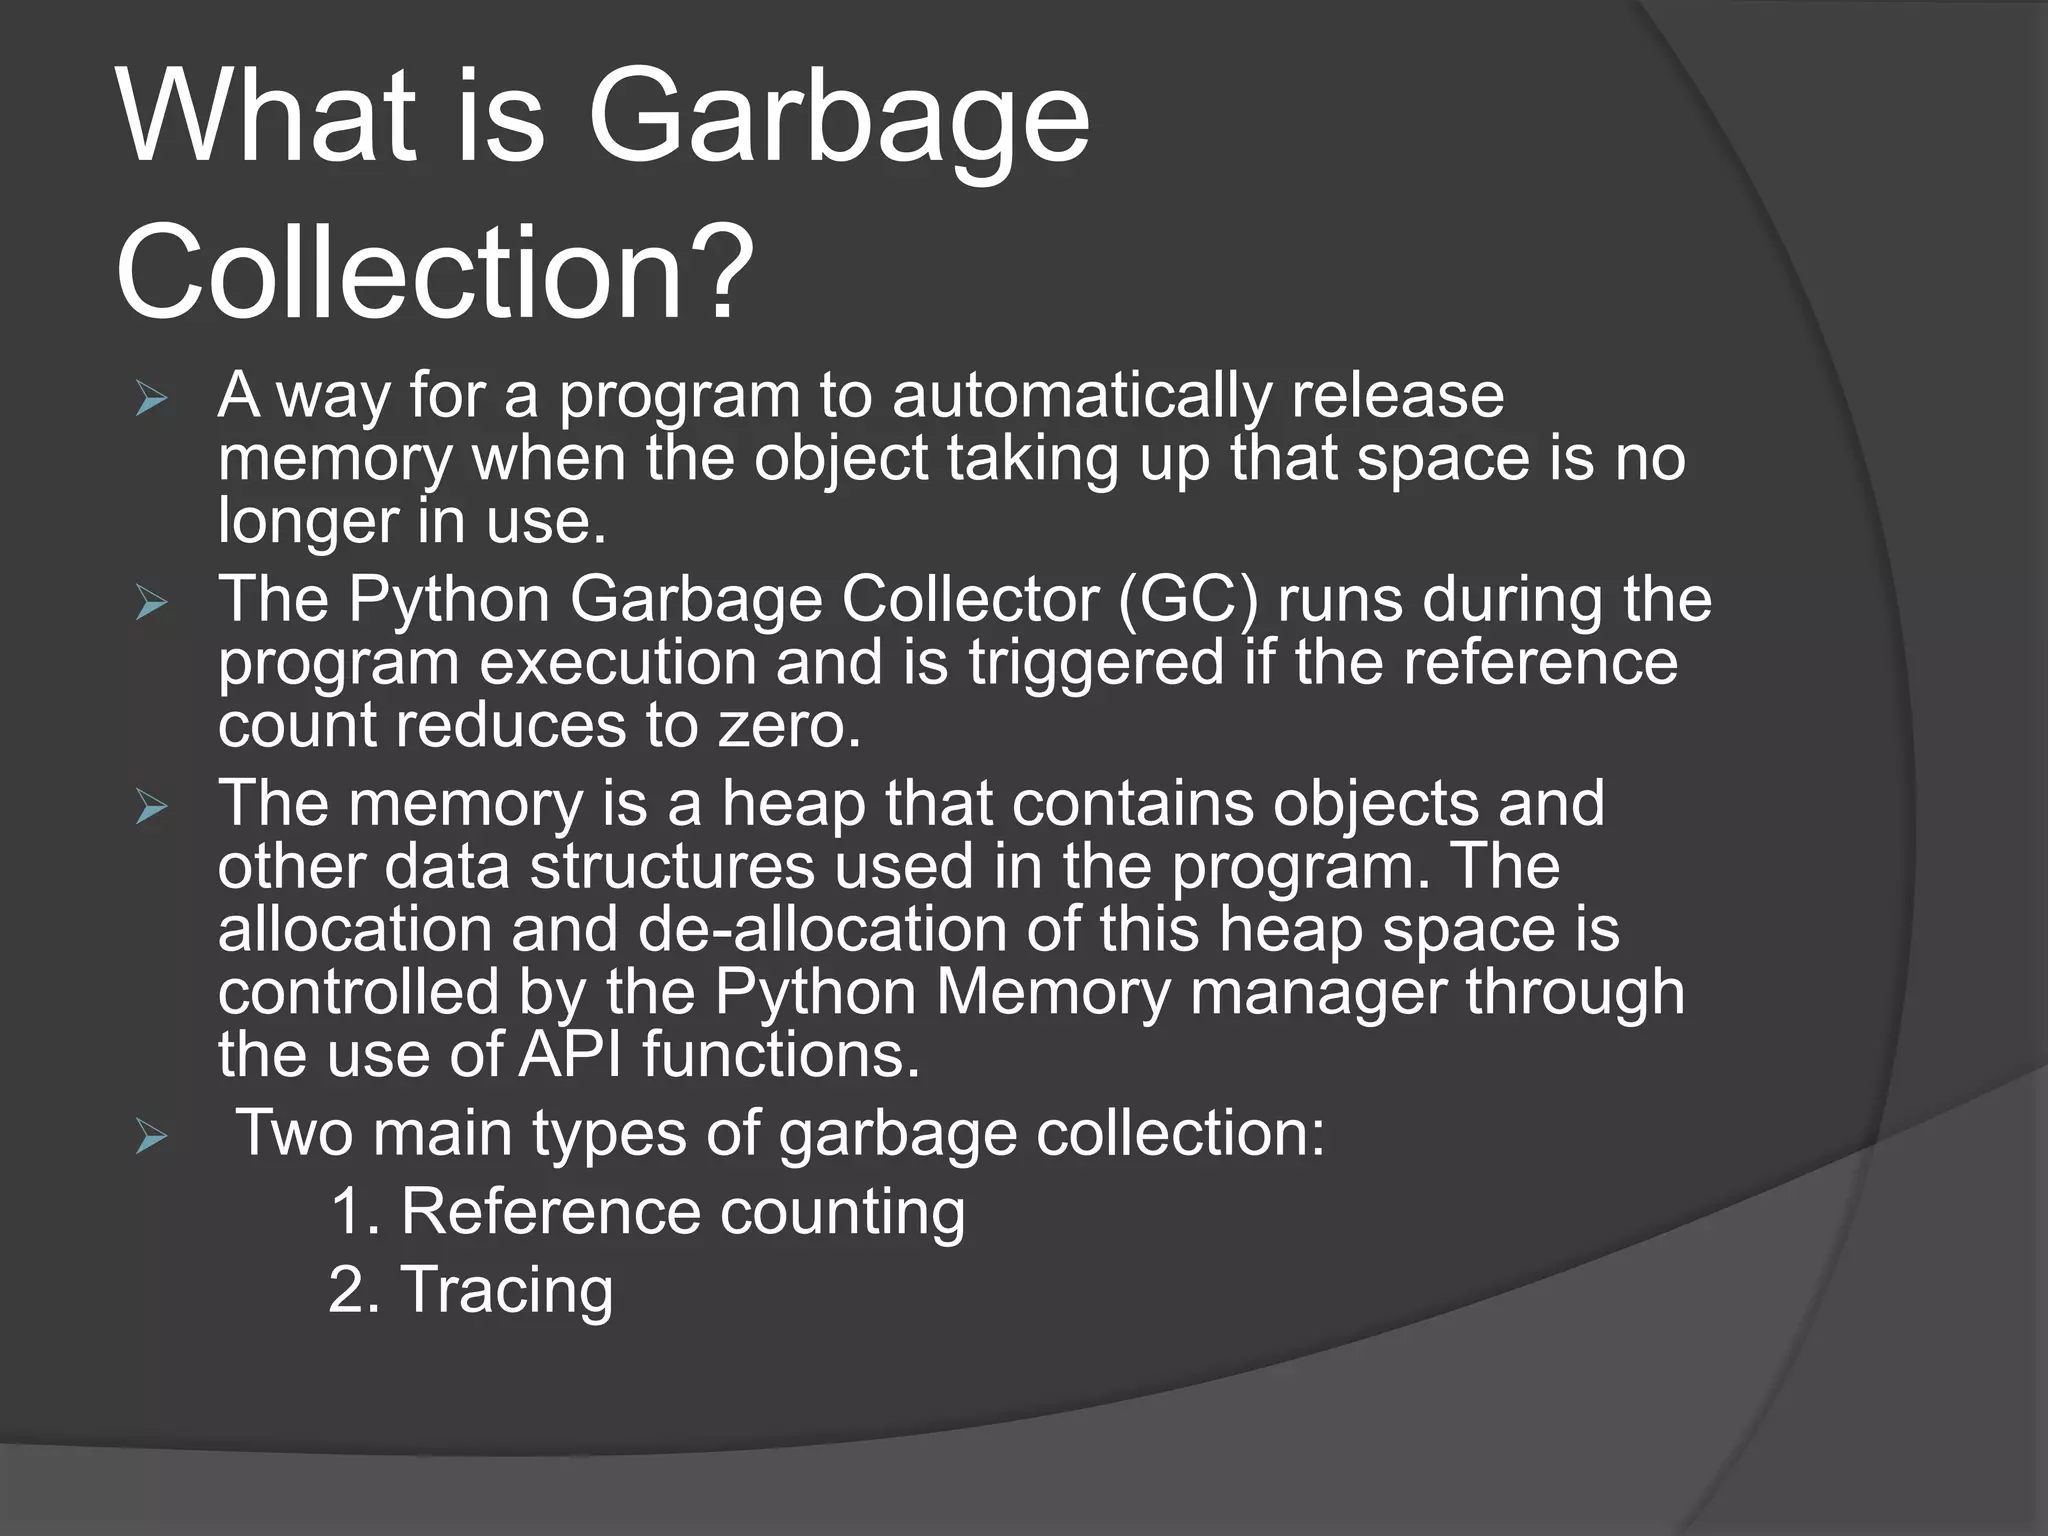 What is Garbage
Collection?
A way for a program to automatically release
memory when the object taking up that space is no
longer in use.
The Python Garbage Collector (GC) runs during the
program execution and is triggered if the reference
count reduces to zero.
The memory is a heap that contains objects and
other data structures used in the program. The
allocation and de-allocation of this heap space is
controlled by the Python Memory manager through
the use of API functions.
Two main types of garbage collection:
1. Reference counting
2. Tracing